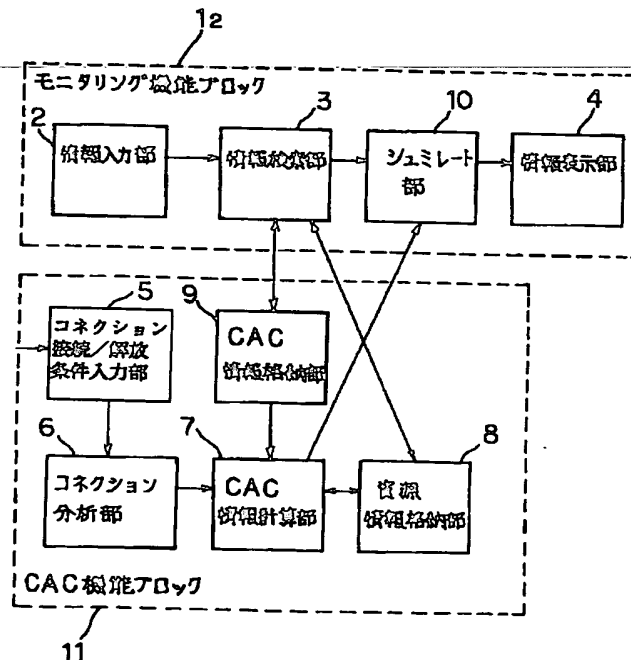 12
モニタリング機能ブロック
2
3
10
4
情報入力部
情報検索部
シュミレート
部
情報表示部
5
コネクション
接続/解放
条件入力部
9
CAC
情報格納部
6
コネクション
分析部
7
CAC
情報計算部
8
資源
情報格納部
CAC機能ブロック
11